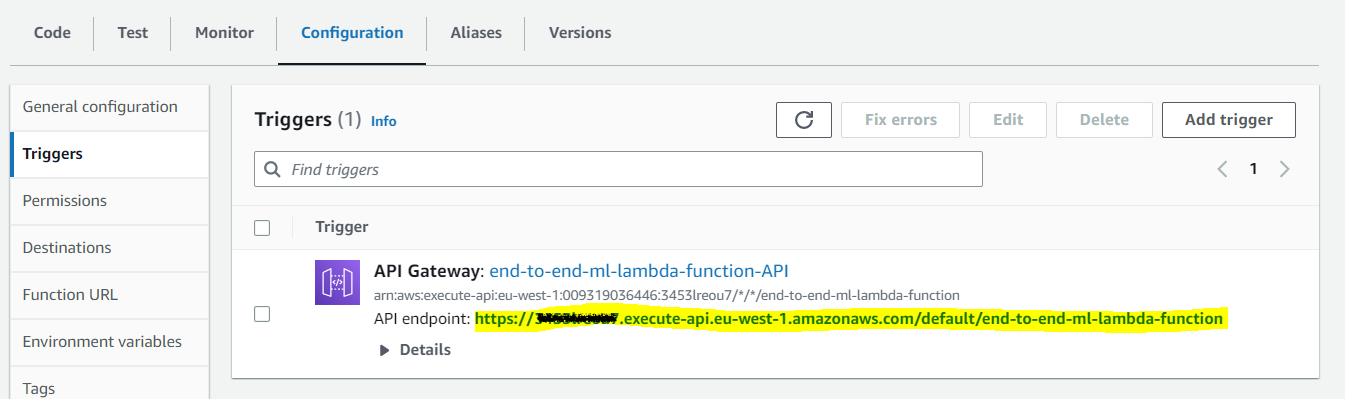 Code Test Monitor Configuration Aliases Versions
General configuration
Triggers
Permissions
Destinations
Function URL
Environment variables
Tags
Triggers (1) Info
Fix errors Edit Delete Add trigger
Find triggers
1
Trigger
API Gateway: end-to-end-ml-lambda-function-API
arn:aws:execute-api:eu-west-1:009319036446:3453lreou7/*/*/end-to-end-ml-lambda-function
API endpoint: https:// .execute-api.eu-west-1.amazonaws.com/default/end-to-end-ml-lambda-function
Details